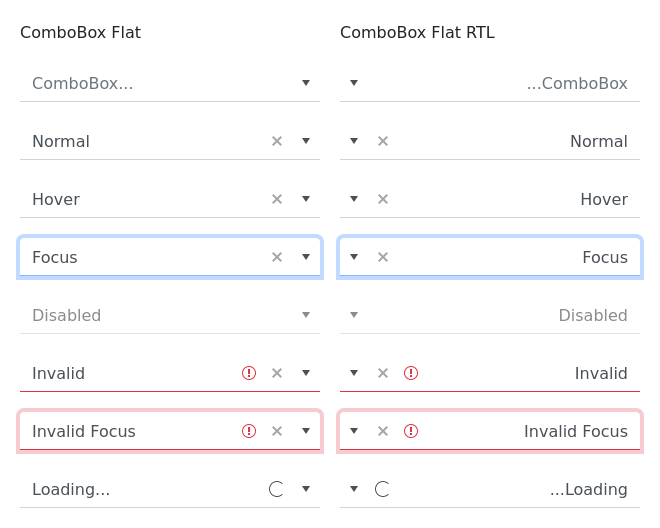 ComboBox Flat
ComboBox...
Normal
Hover
Focus
Disabled
Invalid
Invalid Focus
Loading...
ComboBox Flat RTL
...ComboBox
Normal
Hover
Focus
Disabled
Invalid
Invalid Focus
...Loading